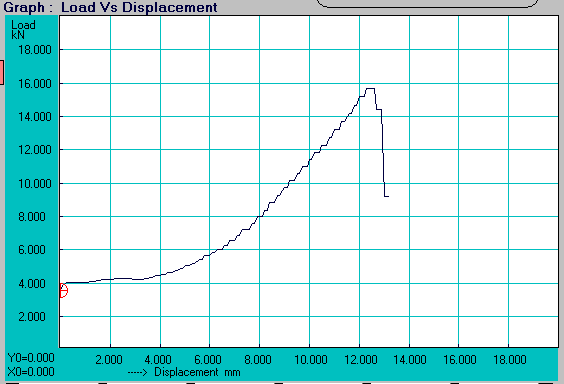 Graph : Load Vs Displacement
Load
kN
18.000
16.000
14.000
12.000
10.000
8.000
6.000
4.000
2.000
Y0=0.000
2.000 4.000 6.000 8.000 10.000 12.000 14.000 16.000 18.000
X0=0.000 ----> Displacement mm